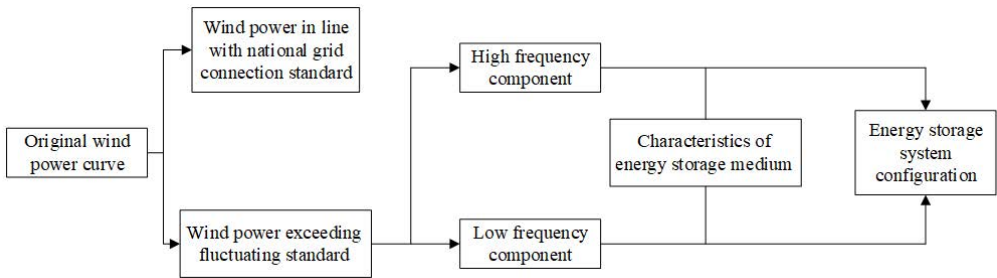 Original wind
power curve
Wind power in line
with national grid
connection standard
Wind power exceeding
fluctuating standard
High frequency
component
Low frequency
component
Characteristics of
energy storage medium
Energy storage
system
configuration